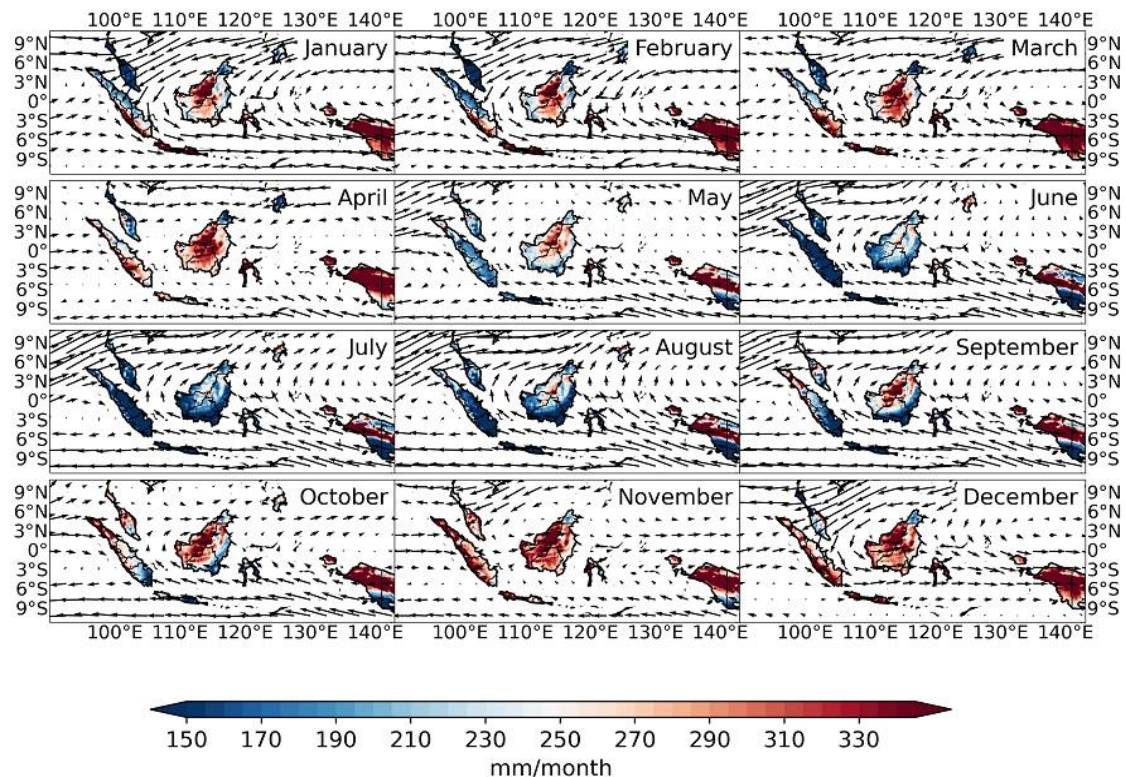 100°E 110°E 120°E 130°E 140°E 100°E 110°E 120°E 130°E 140°E 100°E 110°E 120°E 130°E 140°E
9°N 6°N 3°N 0° 3°S 6°S 9°S January February March 9°N 6°N 3°N 0° 3°S 6°S 9°S
9°N 6°N 3°N 0° 3°S 6°S 9°S April May June 9°N 6°N 3°N 0° 3°S 6°S 9°S
9°N 6°N 3°N 0° 3°S 6°S 9°S July August September 9°N 6°N 3°N 0° 3°S 6°S 9°S
9°N 6°N 3°N 0° 3°S 6°S 9°S October November December 9°N 6°N 3°N 0° 3°S 6°S 9°S
100°E 110°E 120°E 130°E 140°E 100°E 110°E 120°E 130°E 140°E 100°E 110°E 120°E 130°E 140°E
150 170 190 210 230 250 270 290 310 330
mm/month